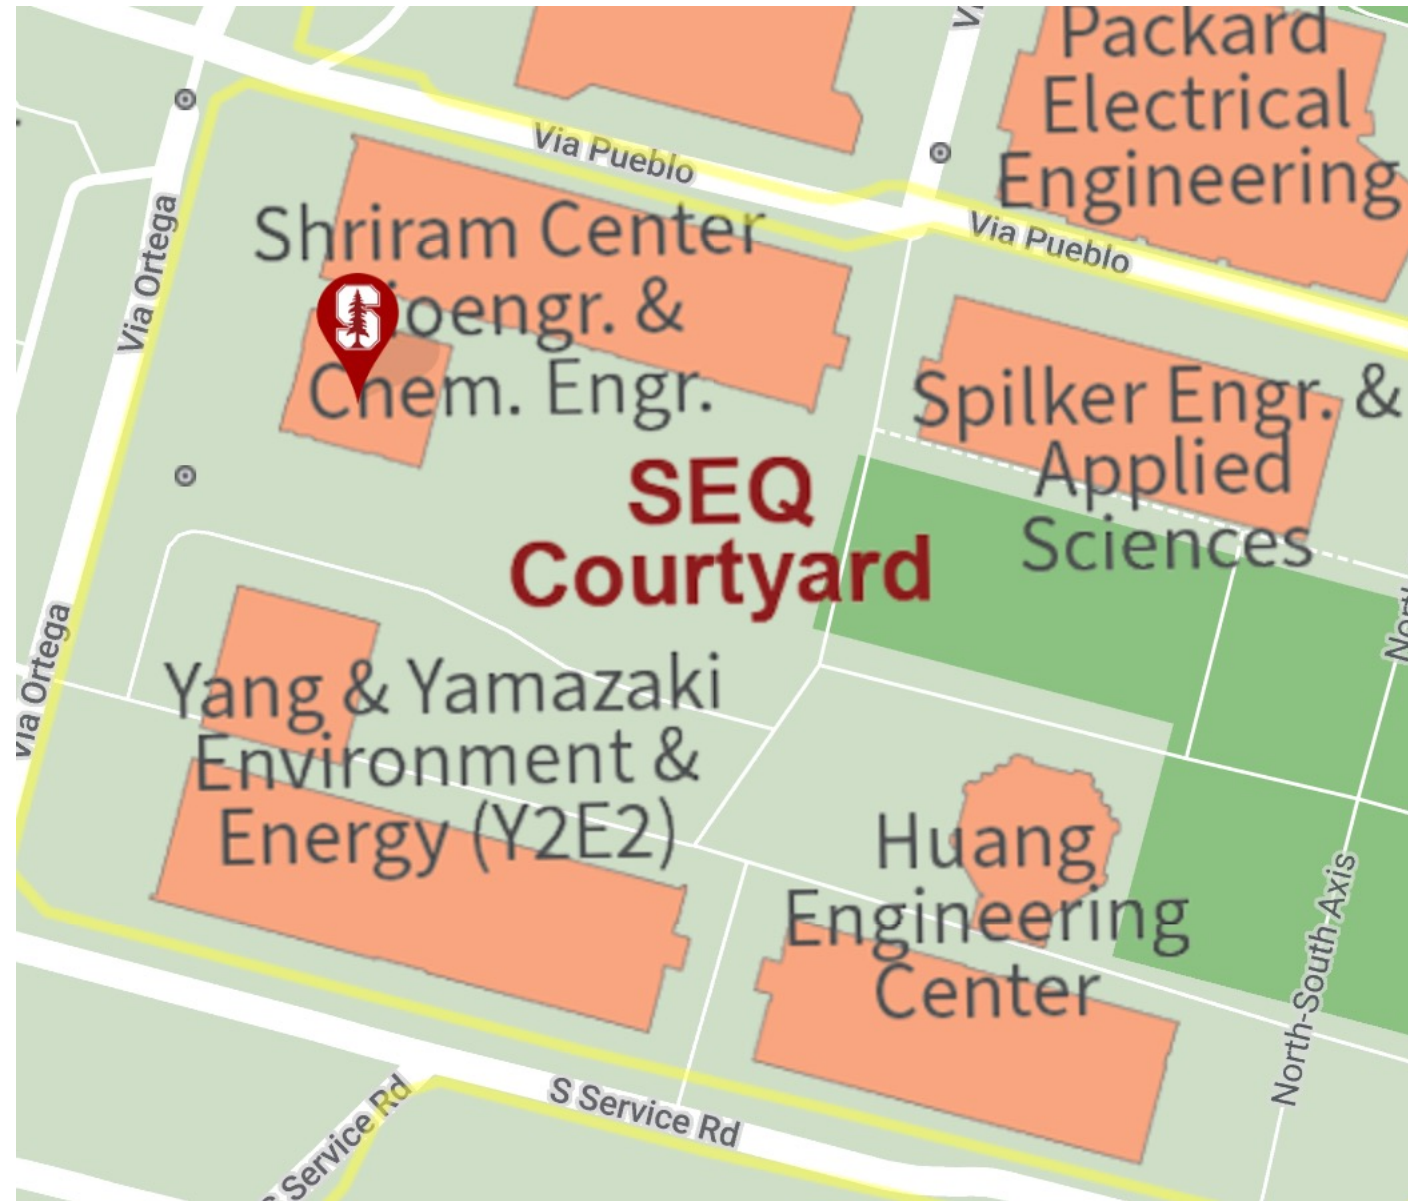 Packard
Electrical
Engineering
Via Pueblo
Via Pueblo
Via Ortega
Shriram Center
ioengr. &
Chem. Engr.
S
Spilker Engr. &
Applied
Sciences
SEQ
Courtyard
Via Ortega
Yang & Yamazaki
Environment &
Energy (Y2E2)
Huang
Engineering
Center
North-South Axis
S Service Rd
S Service Rd